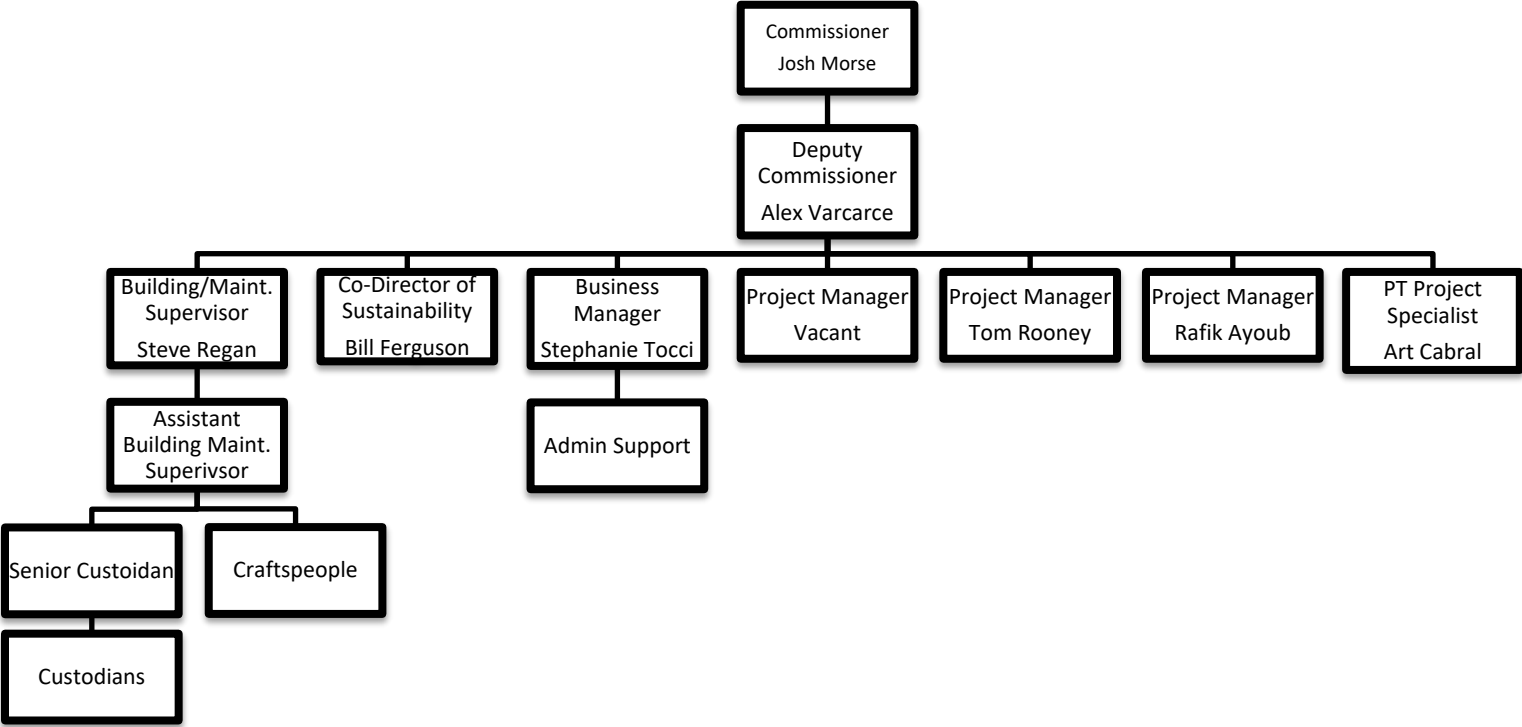 Commissioner
Josh Morse
Deputy
Commissioner
Alex Varcarce
Building/Maint.
Supervisor
Steve Regan
Co-Director of
Sustainability
Bill Ferguson
Business
Manager
Stephanie Tocci
Project Manager
Vacant
Project Manager
Tom Rooney
Project Manager
Rafik Ayoub
PT Project
Specialist
Art Cabral
Assistant
Building Maint.
Superivsor
Admin Support
Senior Custoidan
Craftspeople
Custodians